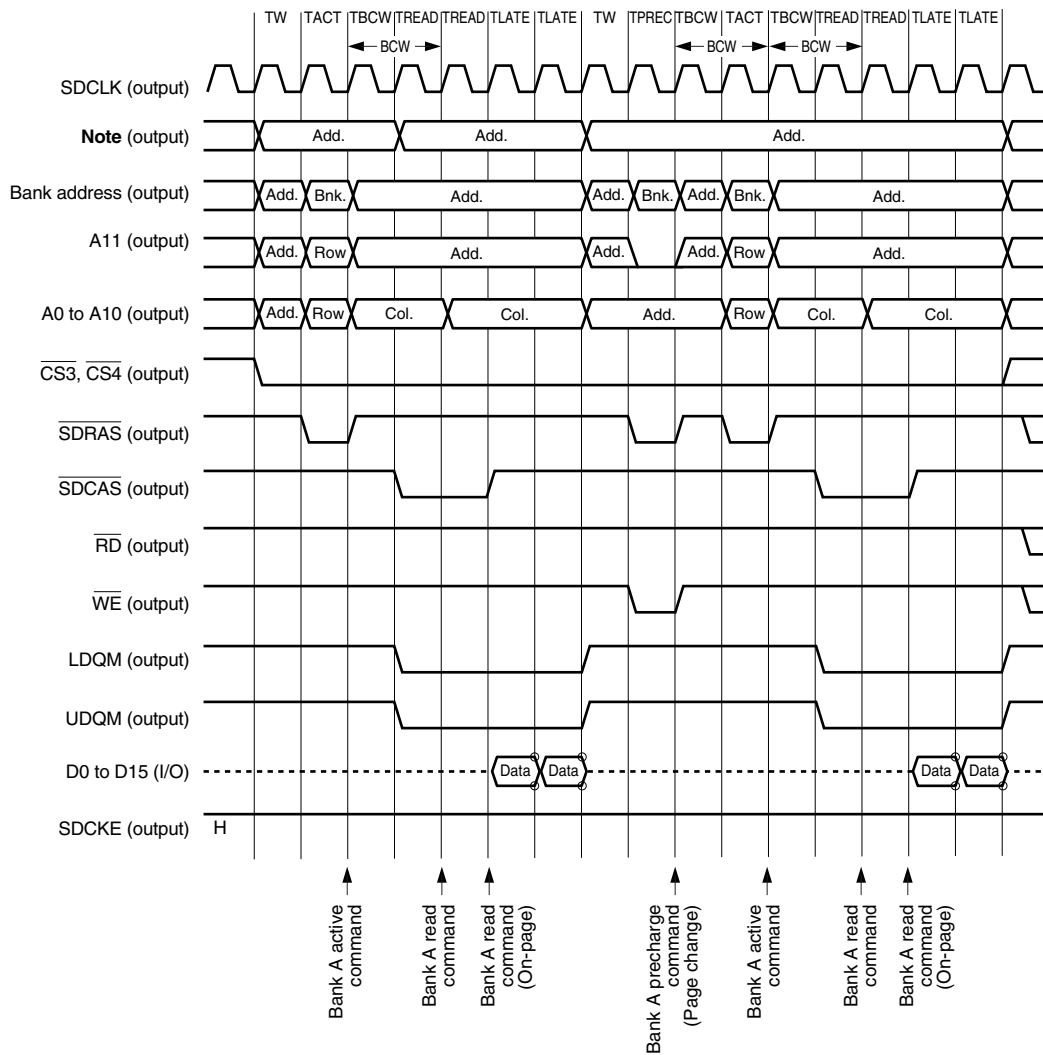 TW TACT TBCW TREAD TREAD TLATE TLATE TW TPREC TBCW TACT TBCW TREAD TREAD TLATE TLATE
BCW BCW BCW
SDCLK (output)
Note (output) Add. Add. Add.
Bank address (output) Add. Bnk. Add. Add. Bnk. Add. Bnk. Add.
A11 (output) Add. Row Add. Add. Add. Row Add.
A0 to A10 (output) Add. Row Col. Col. Add. Row Col. Col.
CS3, CS4 (output)
SDRAS (output)
SDCAS (output)
RD (output)
WE (output)
LDQM (output)
UDQM (output)
D0 to D15 (I/O) Data Data Data Data
SDCKE (output) H
Bank A active
command
Bank A read
command
Bank A read
command
(On-page)
Bank A precharge
command
(Page change)
Bank A active
command
Bank A read
command
Bank A read
command
(On-page)